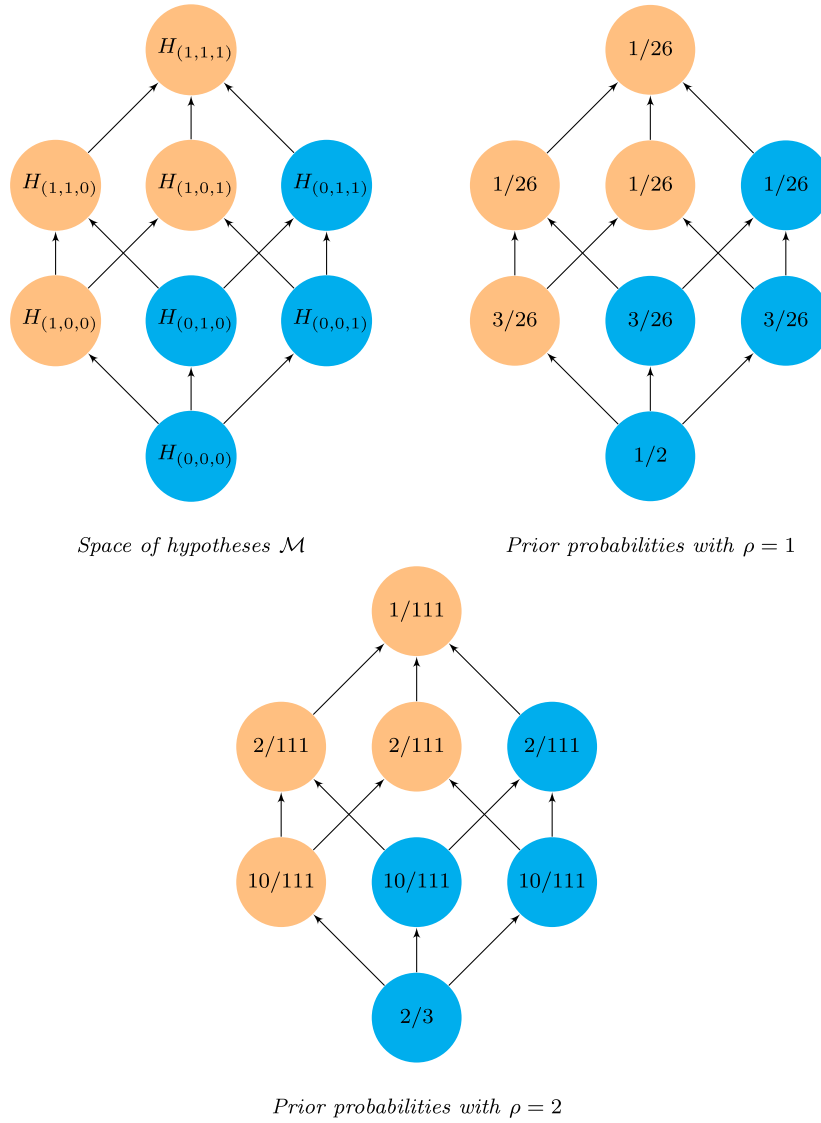 H(1,1,1)
H(1,1,0) H(1,0,1) H(0,1,1)
H(1,0,0) H(0,1,0) H(0,0,1)
H(0,0,0)
Space of hypotheses ℳ
1/26
1/26 1/26 1/26
3/26 3/26 3/26
1/2
Prior probabilities with ρ = 1
1/111
2/111 2/111 2/111
10/111 10/111 10/111
2/3
Prior probabilities with ρ = 2